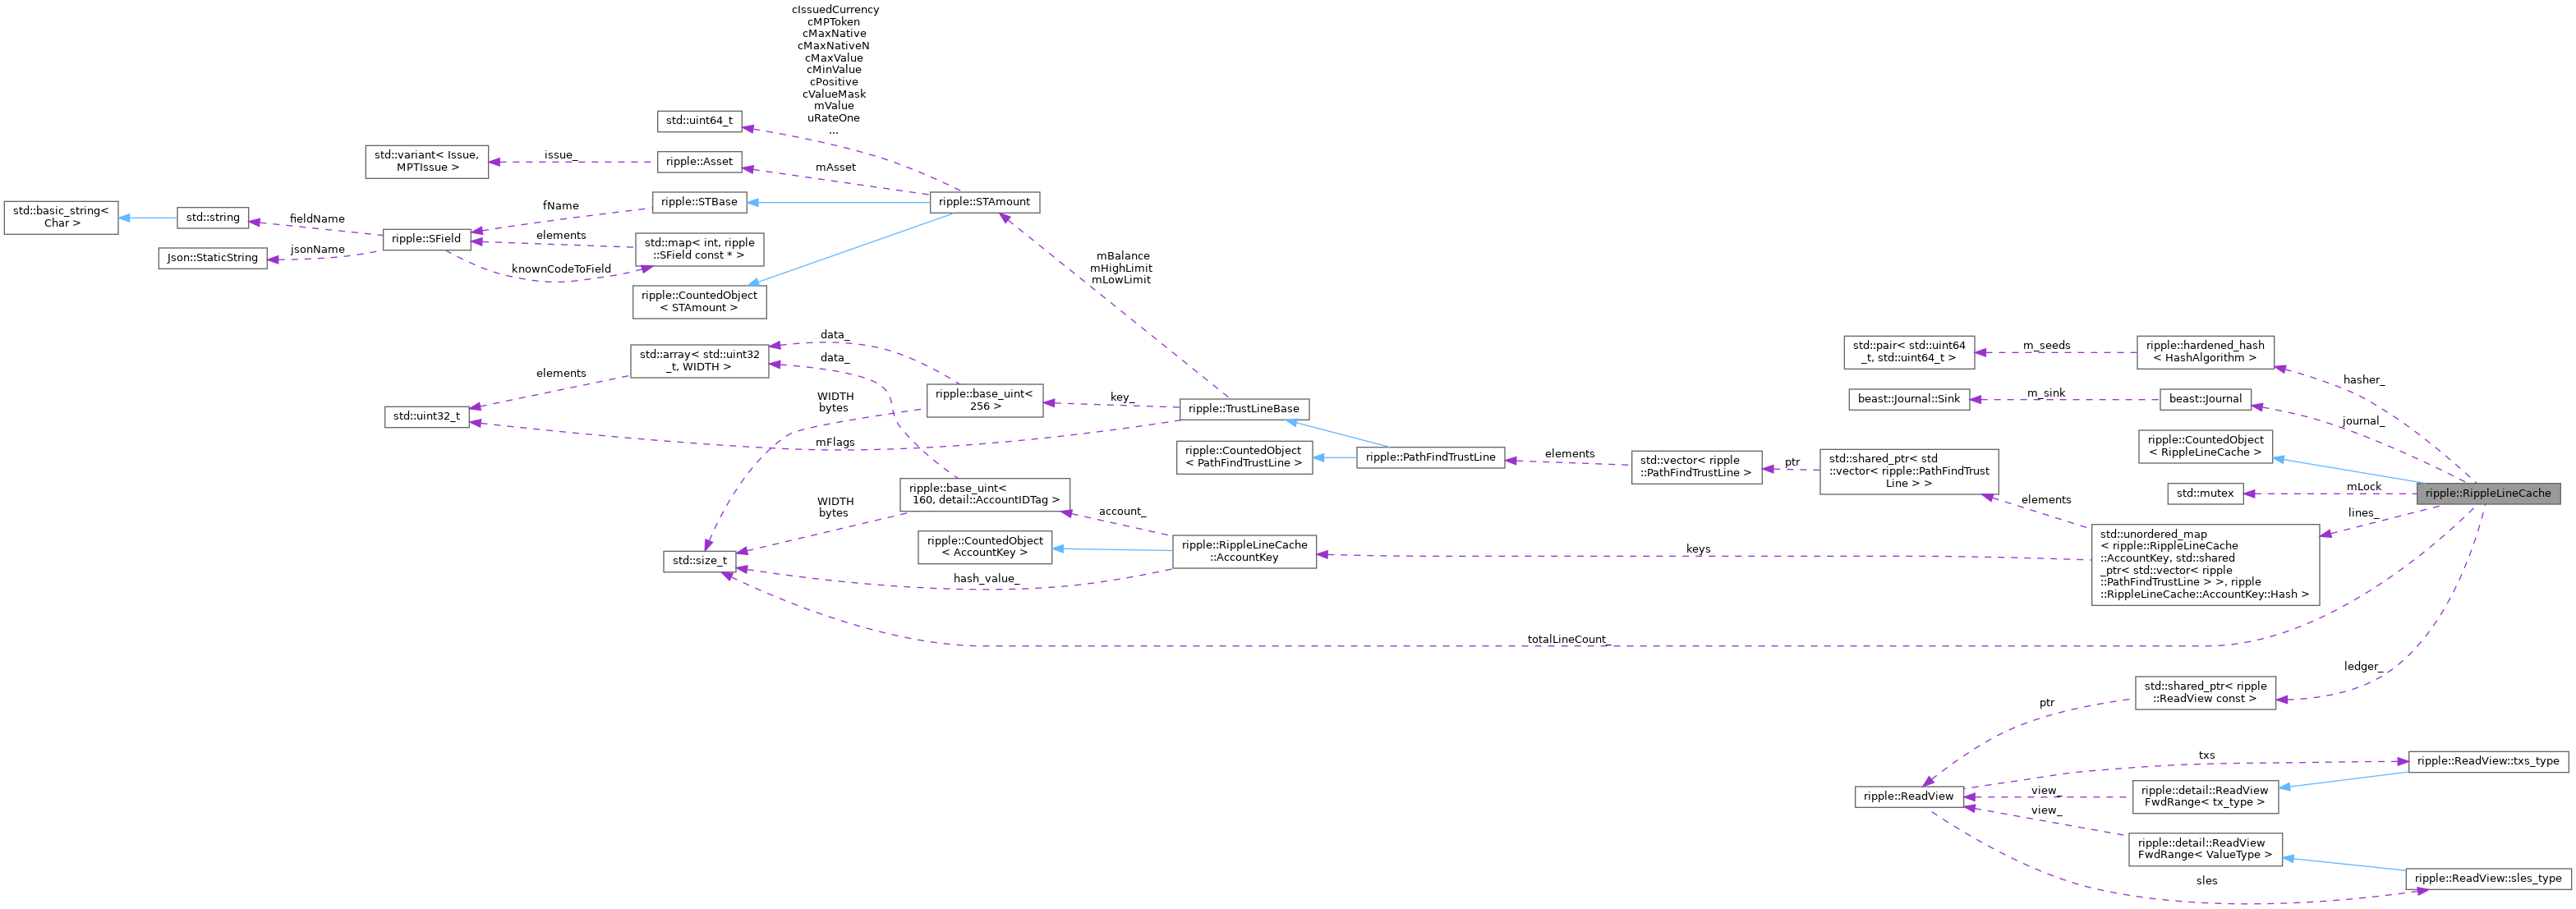 cIssuedCurrency
cMPToken
cMaxNative
cMaxNativeN
cMaxValue
cMinValue
cPositive
cValueMask
mValue
uRateOne
...
std::uint64_t
std::variant< Issue,
MPTIssue >
issue_
ripple::Asset
mAsset
std::basic_string<
Char >
std::string
fieldName
Json::StaticString
jsonName
ripple::SField
fName
elements
knownCodeToField
ripple::STBase
std::map< int, ripple
::SField const * >
ripple::CountedObject
< STAmount >
ripple::STAmount
mBalance
mHighLimit
mLowLimit
data_
std::array< std::uint32
_t, WIDTH >
data_
elements
std::uint32_t
WIDTH
bytes
ripple::base_uint<
256 >
key_
ripple::TrustLineBase
mFlags
ripple::CountedObject
< PathFindTrustLine >
ripple::PathFindTrustLine
elements
std::vector< ripple
::PathFindTrustLine >
ptr
std::shared_ptr< std
::vector< ripple::PathFindTrust
Line > >
elements
WIDTH
bytes
ripple::base_uint<
160, detail::AccountIDTag >
account_
ripple::CountedObject
< AccountKey >
ripple::RippleLineCache
::AccountKey
std::size_t
hash_value_
keys
std::unordered_map
< ripple::RippleLineCache
::AccountKey, std::shared
_ptr< std::vector< ripple
::PathFindTrustLine > >, ripple
::RippleLineCache::AccountKey::Hash >
totalLineCount_
std::pair< std::uint64
_t, std::uint64_t >
m_seeds
ripple::hardened_hash
< HashAlgorithm >
hasher_
beast::Journal::Sink
m_sink
beast::Journal
journal_
ripple::CountedObject
< RippleLineCache >
std::mutex
mLock
ripple::RippleLineCache
lines_
ledger_
std::shared_ptr< ripple
::ReadView const >
ptr
ripple::ReadView
txs
ripple::ReadView::txs_type
view_
ripple::detail::ReadView
FwdRange< tx_type >
view_
ripple::detail::ReadView
FwdRange< ValueType >
sles
ripple::ReadView::sles_type